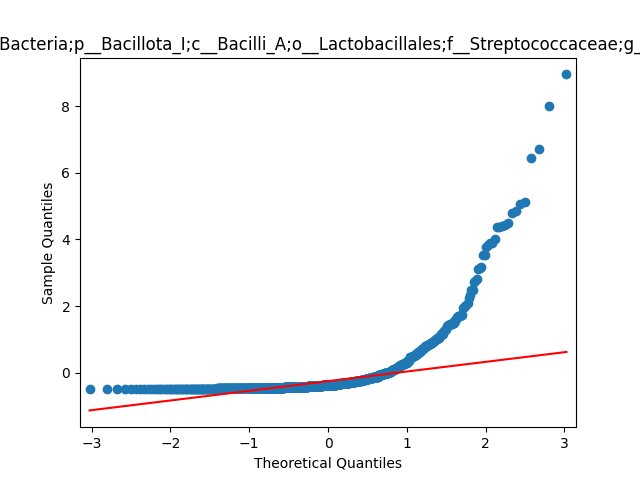 Bacteria;p__Bacillota_I;c__Bacilli_A;o__Lactobacillales;f__Streptococcaceae;g_
8
6
4
2
0
Sample Quantiles
−3 −2 −1 0 1 2 3
Theoretical Quantiles